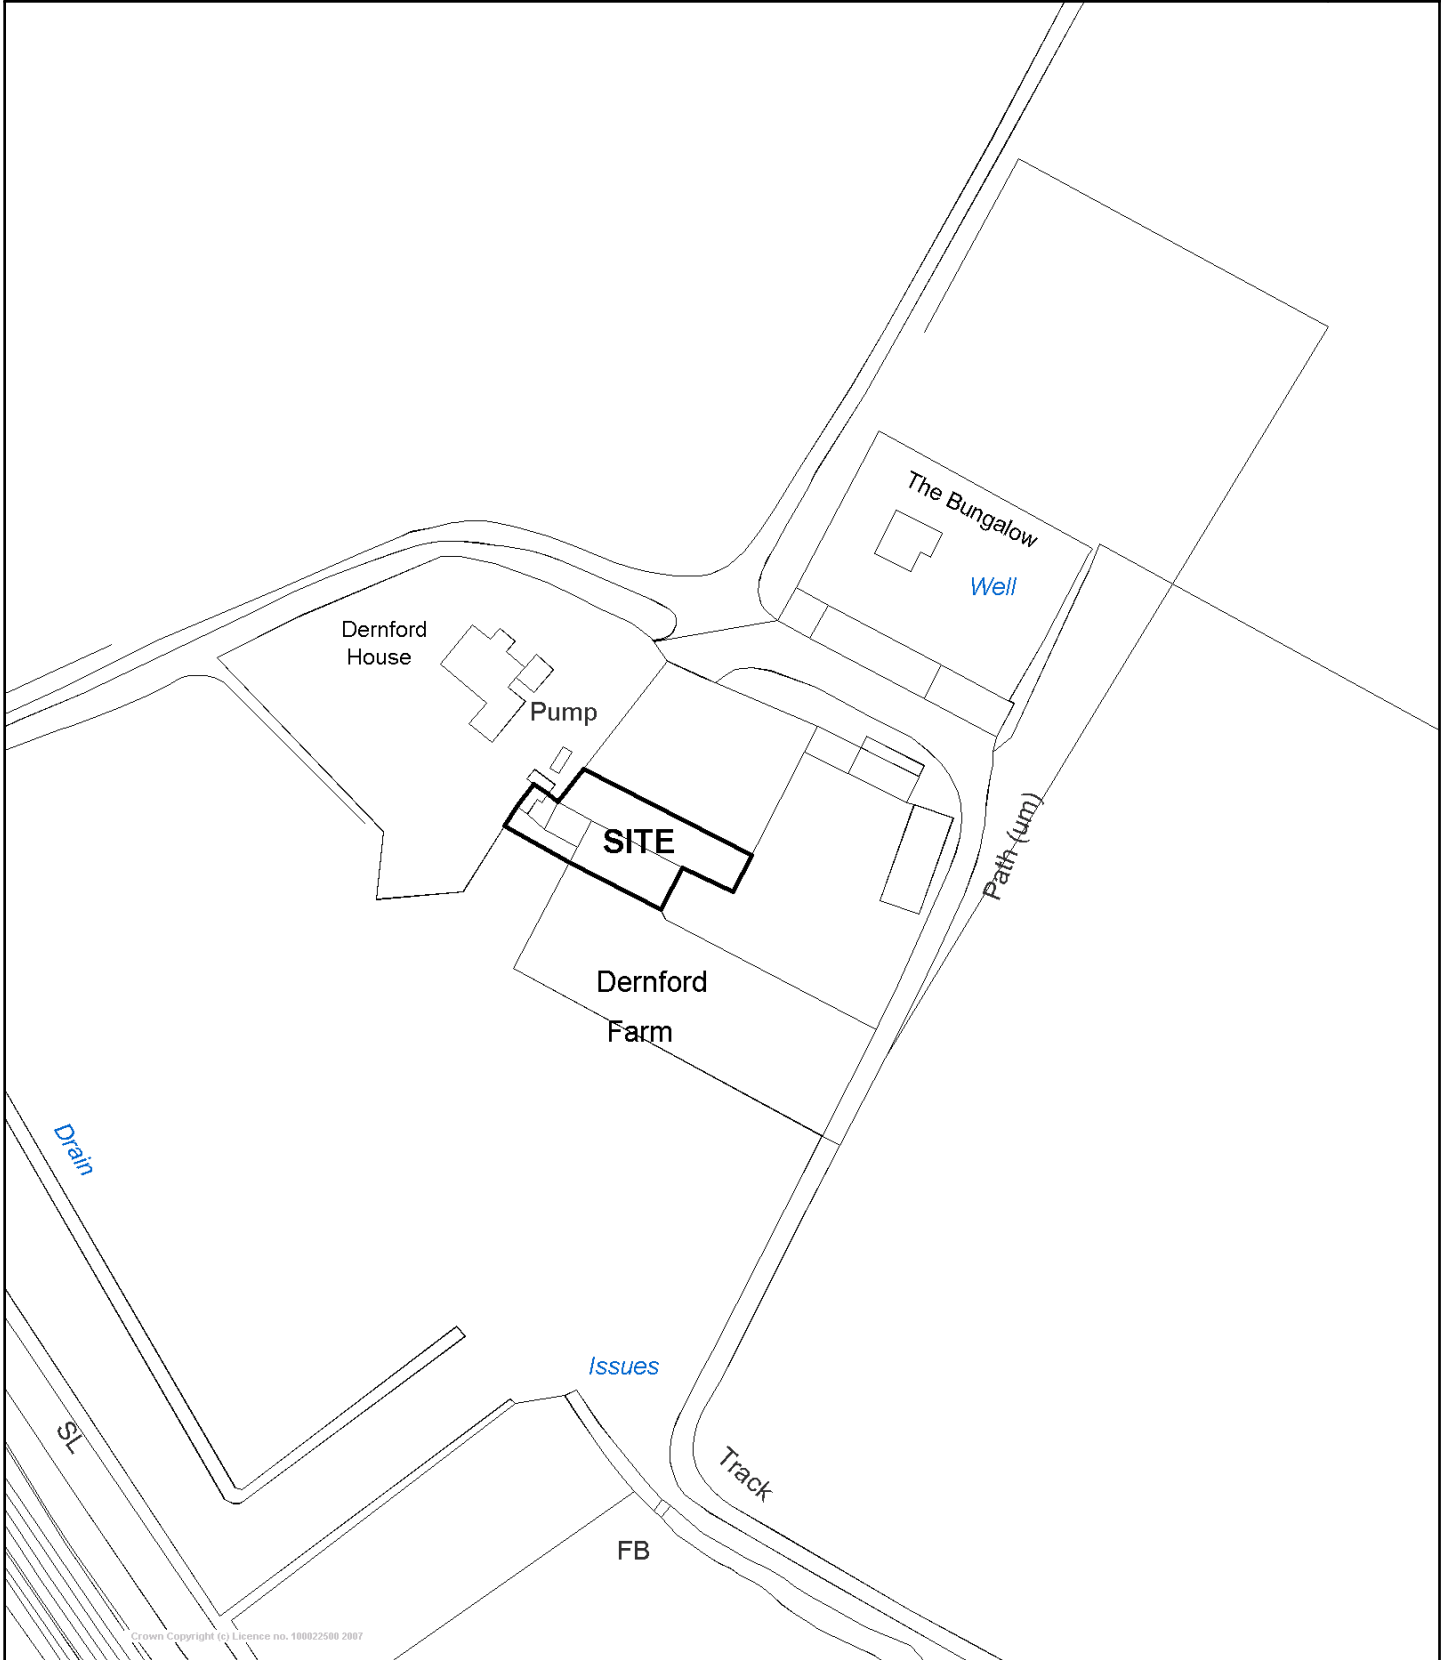 The Bungalow
Well
Dernford
House
Pump
SITE
Path (um)
Dernford
Farm
Drain
Issues
SL
Track
FB
Crown Copyright (c) Licence no. 100022500 2007